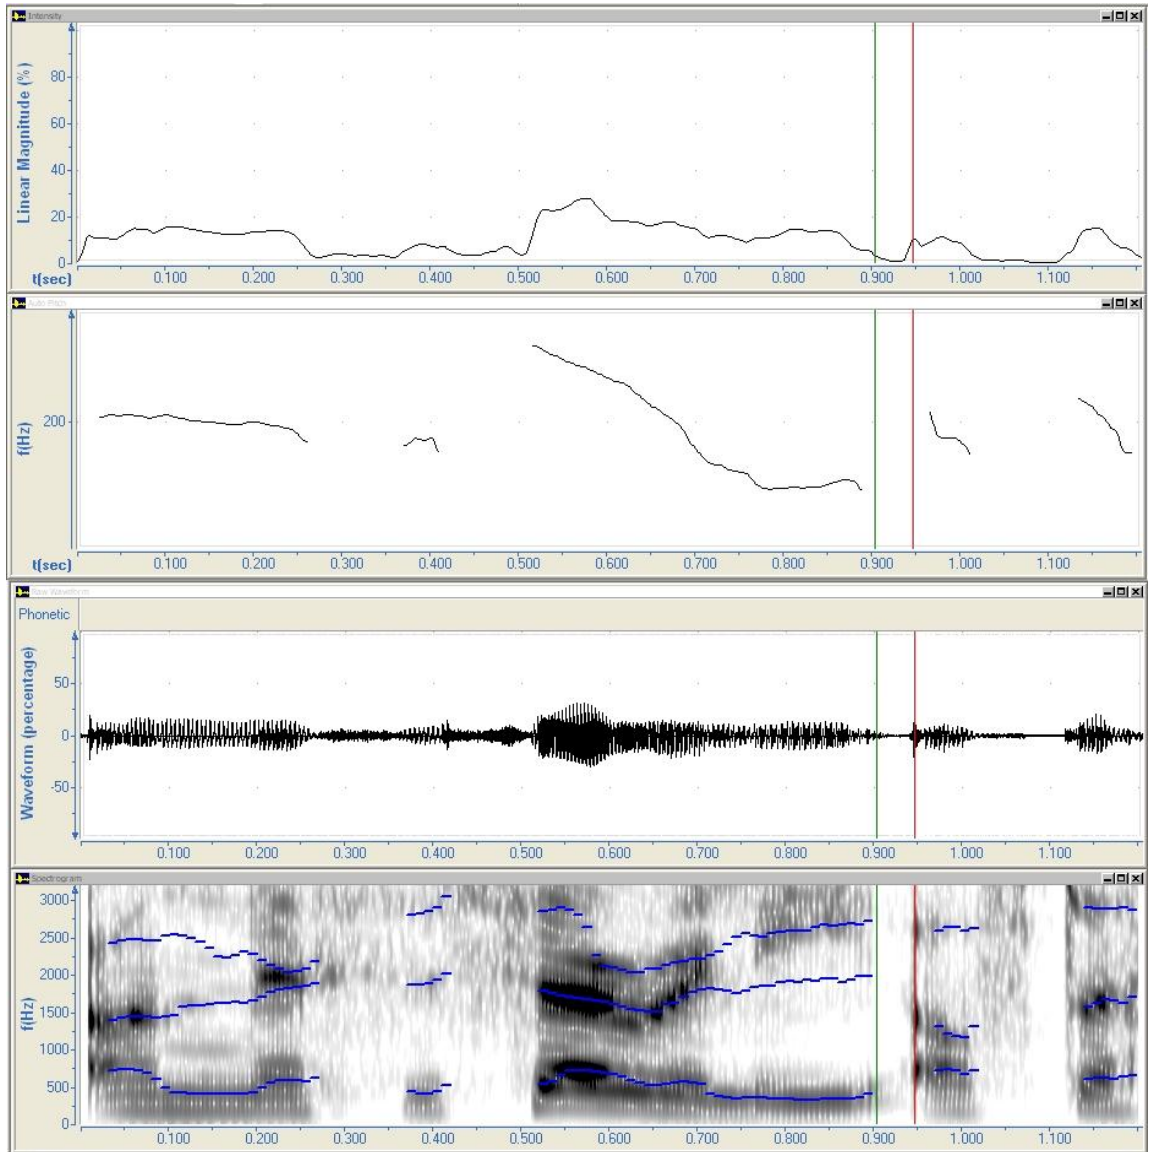 Intensity
Linear Magnitude (%)
80
60
40
20
0
t(sec)
0.100 0.200 0.300 0.400 0.500 0.600 0.700 0.800 0.900 1.000 1.100
Auto Pitch
f(Hz)
200
t(sec)
0.100 0.200 0.300 0.400 0.500 0.600 0.700 0.800 0.900 1.000 1.100
Raw Waveform
Phonetic
Waveform (percentage)
50
0
-50
0.100 0.200 0.300 0.400 0.500 0.600 0.700 0.800 0.900 1.000 1.100
Spectrogram
f(Hz)
3000
2500
2000
1500
1000
500
0
0.100 0.200 0.300 0.400 0.500 0.600 0.700 0.800 0.900 1.000 1.100